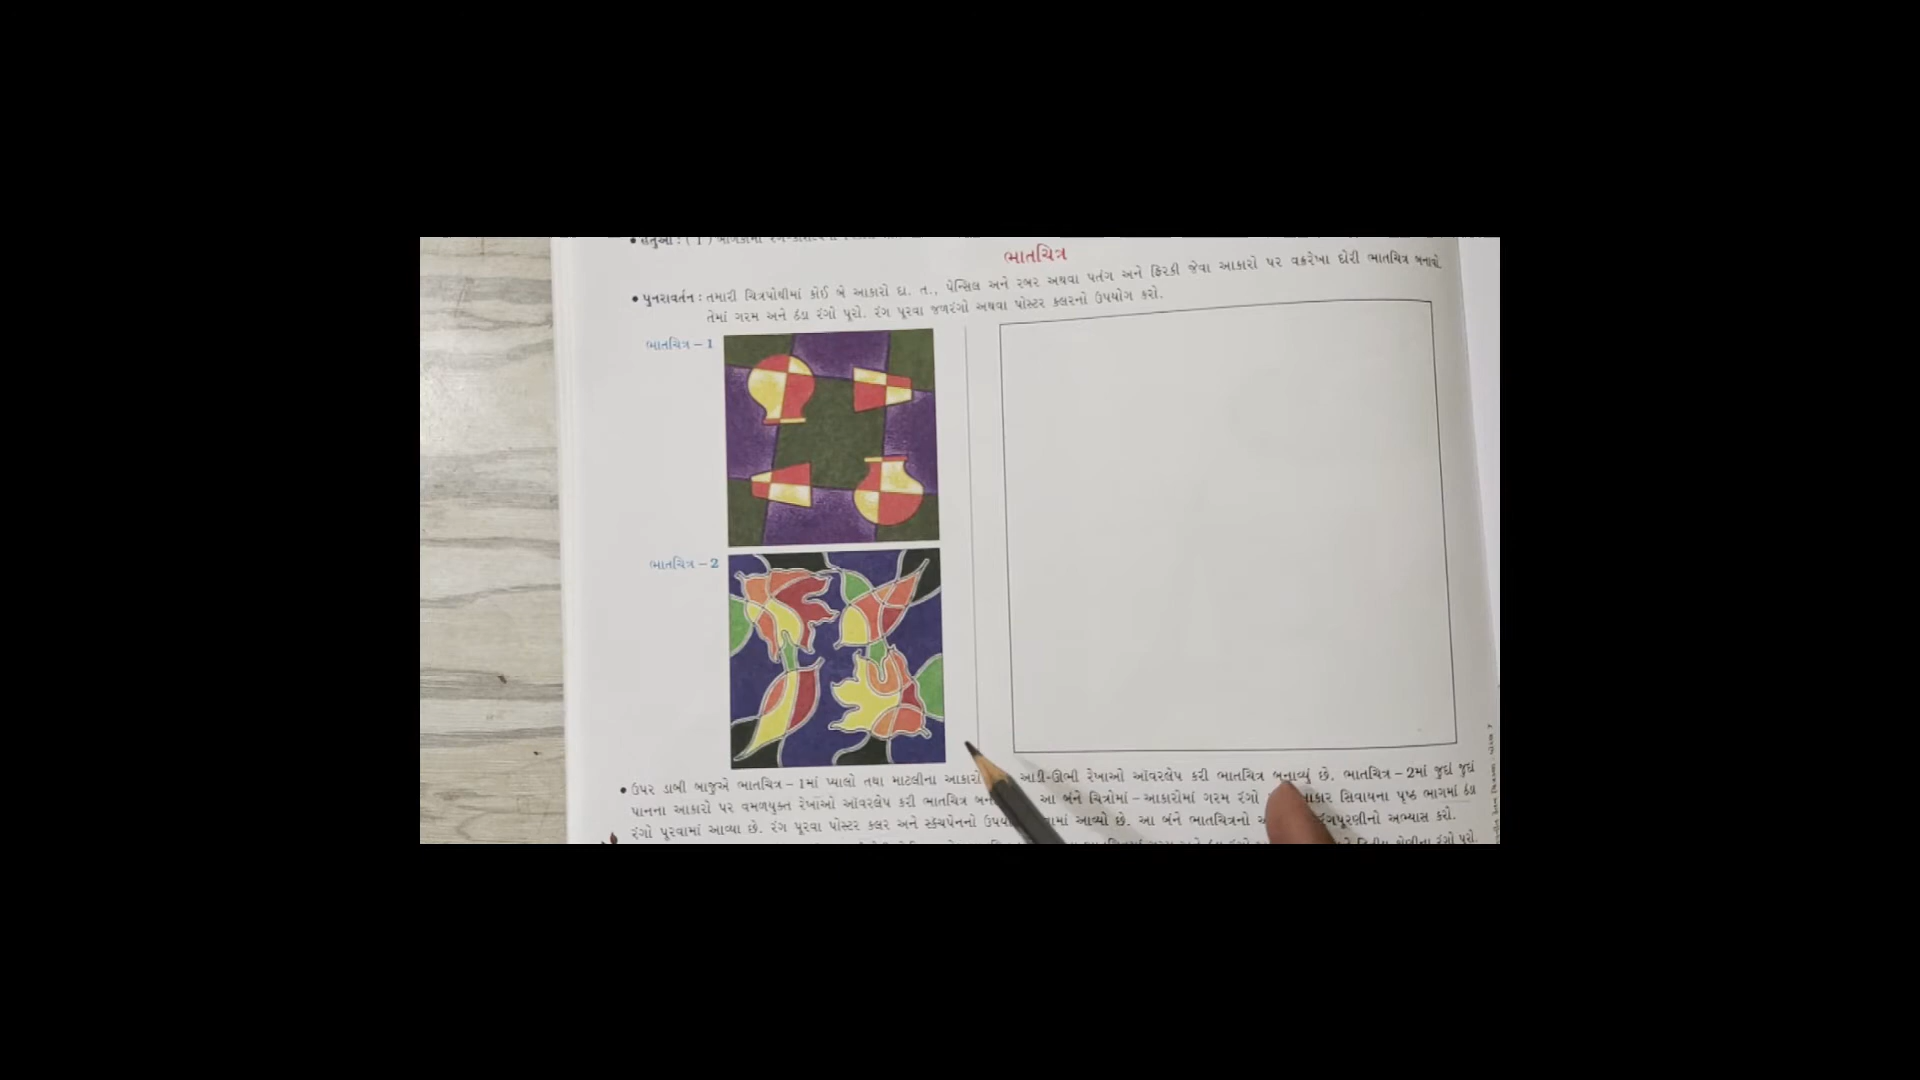 ભાતચિત્ર
• પુનરાવર્તન : તમારી ચિત્રપોથીમાં કોઈ બે આકારો દા. ત., પેન્સિલ અને રબર અથવા પતંગ અને ફિરકી જેવા આકારો પર વક્રરેખા દોરી ભાતચિત્ર બનાવો.
તેમાં ગરમ અને ઠંડા રંગો પૂરો. રંગ પૂરવા જળરંગો અથવા પોસ્ટર કલરનો ઉપયોગ કરો.
ભાતચિત્ર – 1
ભાતચિત્ર – 2
• ઉપર ડાબી બાજુએ ભાતચિત્ર – 1માં પ્યાલો તથા માટલીના આકારો આડી-ઊભી રેખાઓ ઑવરલેપ કરી ભાતચિત્ર બનાવ્યું છે. ભાતચિત્ર – 2માં જુદાં જુદાં
પાનના આકારો પર વમળયુક્ત રેખાઓ ઑવરલેપ કરી ભાતચિત્ર આ બંને ચિત્રોમાં – આકારોમાં ગરમ રંગો આકાર સિવાયના પૃષ્ઠ ભાગમાં ઠંડા
રંગો પૂરવામાં આવ્યા છે. રંગ પૂરવા પોસ્ટર કલર અને સ્કેચપેનનો આવ્યો છે. આ બંને ભાતચિત્રનો રંગપૂરણીનો અભ્યાસ કરો.